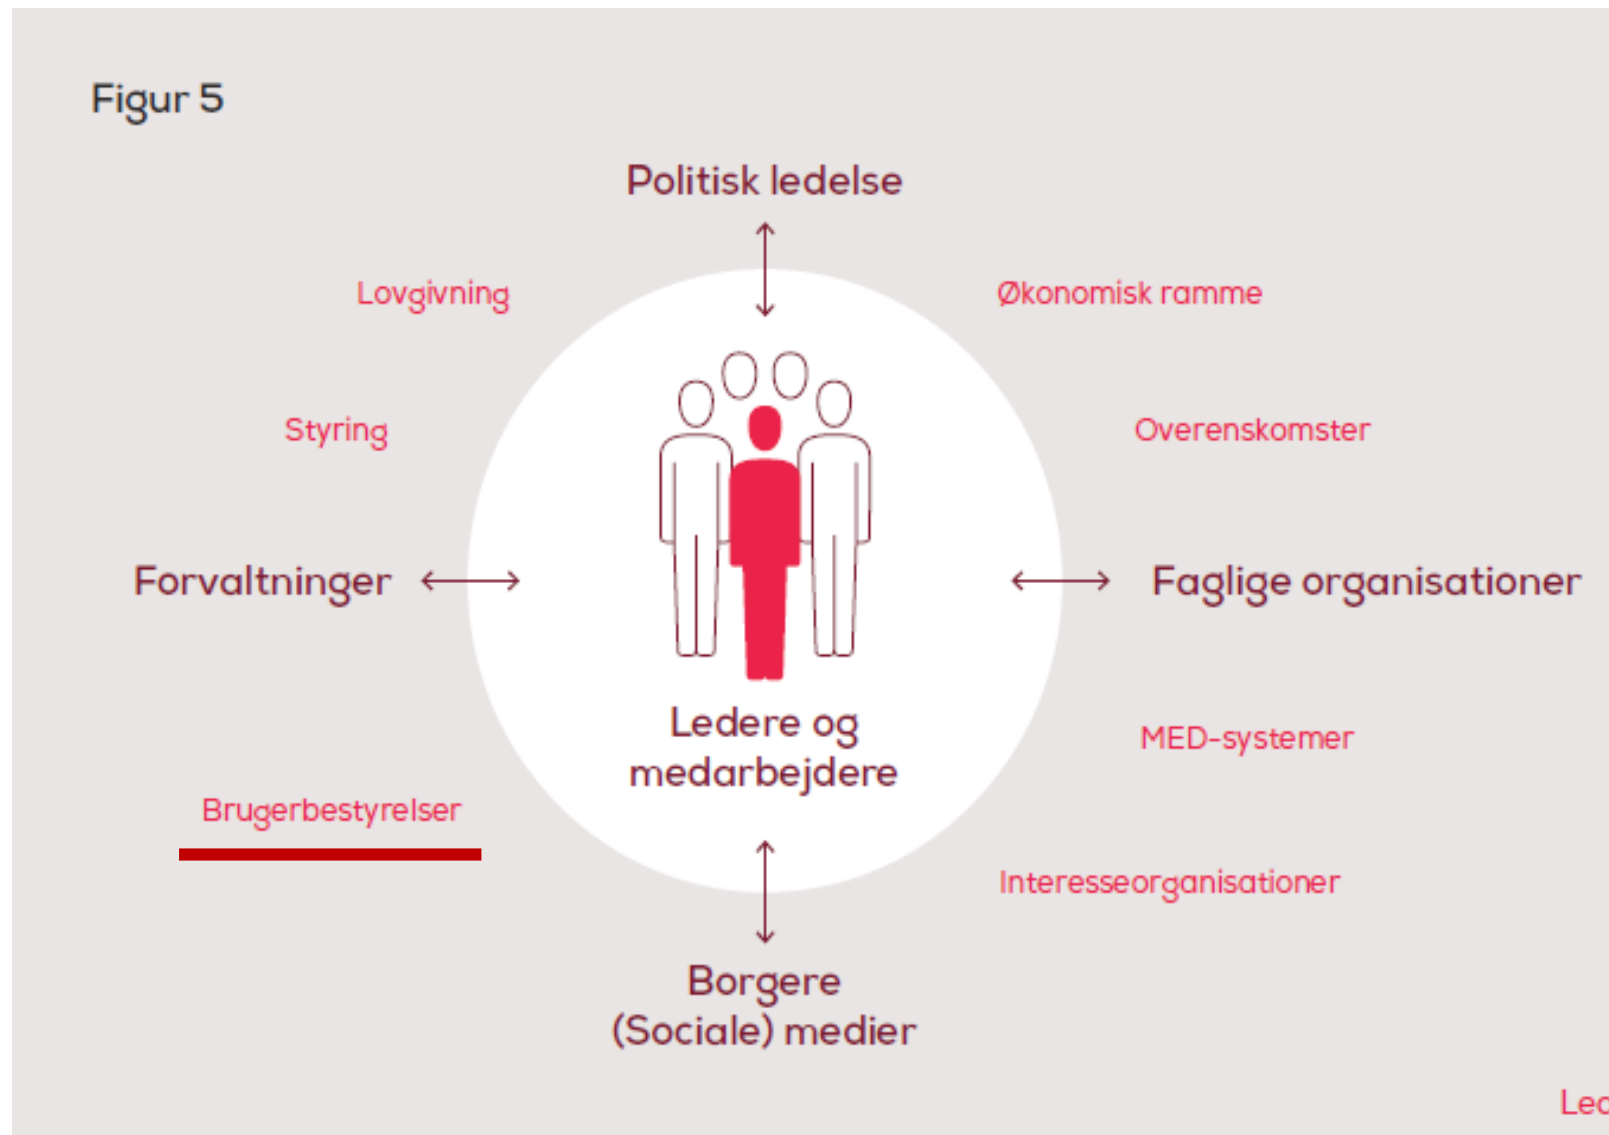 Figur 5
Politisk ledelse
Lovgivning
Økonomisk ramme
Styring
Overenskomster
Forvaltninger
Faglige organisationer
Ledere og
medarbejdere
MED-systemer
Brugerbestyrelser
Interesseorganisationer
Borgere
(Sociale) medier